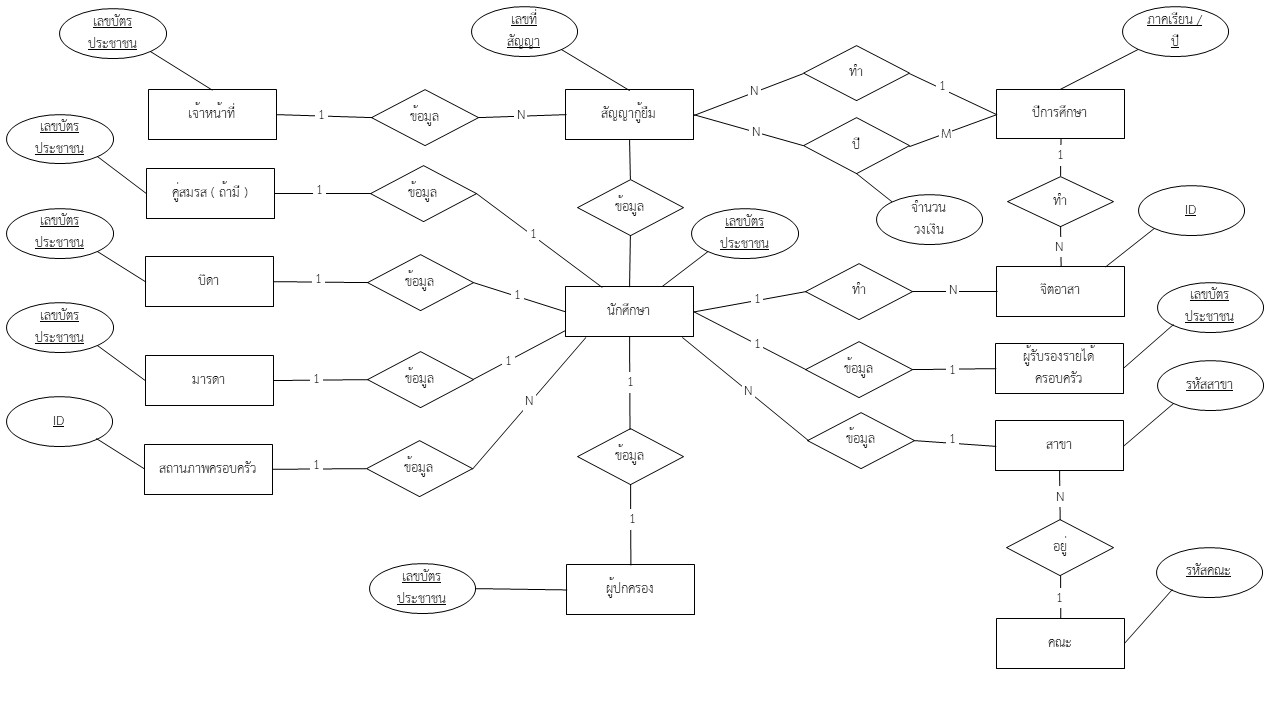 เลขบัตร
ประชาชน
เลขที่
สัญญา
ภาคเรียน /
ปี
เจ้าหน้าที่
1
ข้อมูล
N
สัญญากู้ยืม
N
ทำ
1
ปีการศึกษา
N
ปี
M
จำนวน
วงเงิน
เลขบัตร
ประชาชน
คู่สมรส ( ถ้ามี )
1
ข้อมูล
1
ข้อมูล
1
ทำ
N
ID
เลขบัตร
ประชาชน
เลขบัตร
ประชาชน
บิดา
1
ข้อมูล
1
นักศึกษา
1
ทำ
N
จิตอาสา
เลขบัตร
ประชาชน
มารดา
1
ข้อมูล
1
1
ข้อมูล
1
ผู้รับรองรายได้
ครอบครัว
เลขบัตร
ประชาชน
ID
สถานภาพครอบครัว
1
ข้อมูล
N
1
ข้อมูล
1
N
ข้อมูล
1
สาขา
รหัสสาขา
N
อยู่
1
คณะ
รหัสคณะ
เลขบัตร
ประชาชน
ผู้ปกครอง